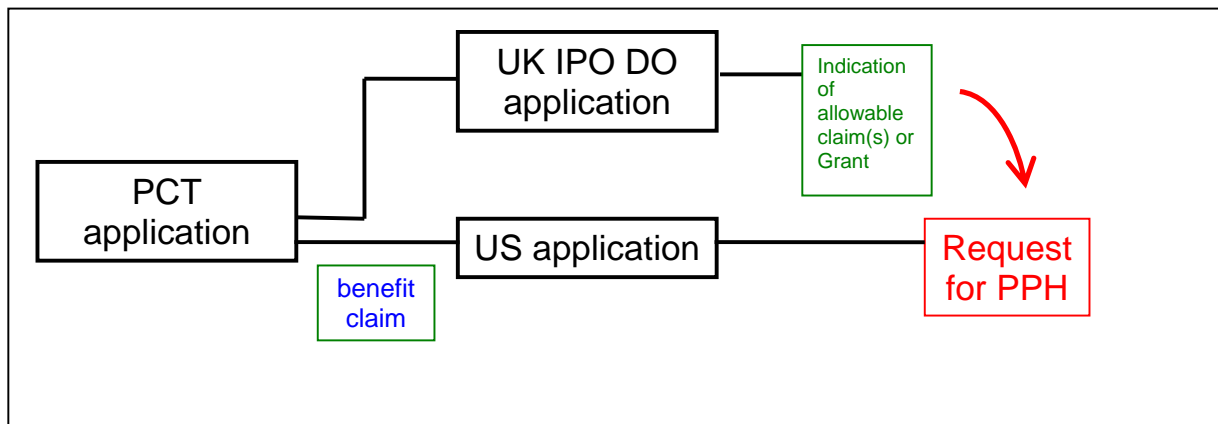 UK IPO DO
application
Indication
of
allowable
claim(s) or
Grant
PCT
application
US application
Request
for PPH
benefit
claim